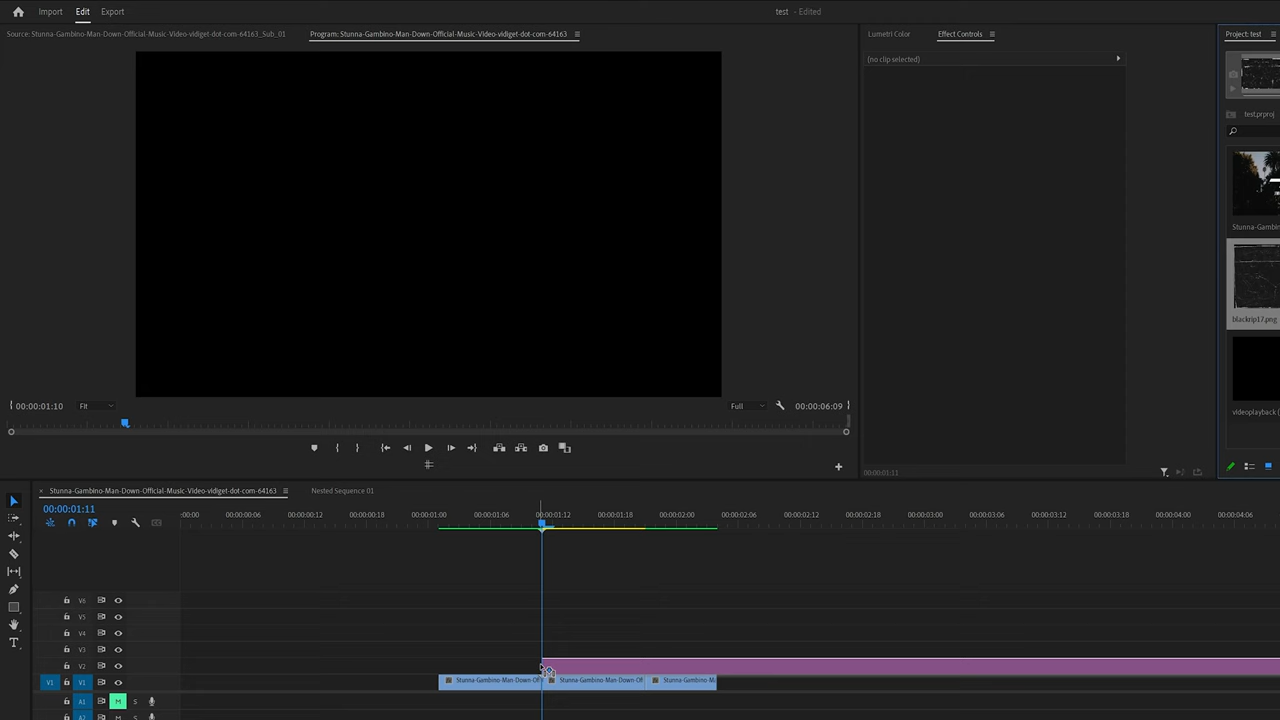 Import Edit Export
test - Edited
Source: Stunna-Gambino-Man-Down-Official-Music-Video-vidiget-dot-com-64163_Sub_01
Program: Stunna-Gambino-Man-Down-Official-Music-Video-vidiget-dot-com-64163
Lumetri Color
Effect Controls
Project: test
(no clip selected)
test.prproj
Stunna-Gambin
blackrip17.png
videoplayback (
00:00:01:10
Fit
Full
00:00:06:09
00:00:01:11
Stunna-Gambino-Man-Down-Official-Music-Video-vidiget-dot-com-64163
Nested Sequence 01
00:00:01:11
:00:00 00:00:00:06 00:00:00:12 00:00:00:18 00:00:01:00 00:00:01:06 00:00:01:12 00:00:01:18 00:00:02:00 00:00:02:06 00:00:02:12 00:00:02:18 00:00:03:00 00:00:03:06 00:00:03:12 00:00:03:18 00:00:04:00 00:00:04:06
V6
V5
V4
V3
V2
V1 V1 Stunna-Gambino-Man-Down-Of Stunna-Gambino-Man-Down-Of Stunna-Gambino-M
A1 M S
A2 M S